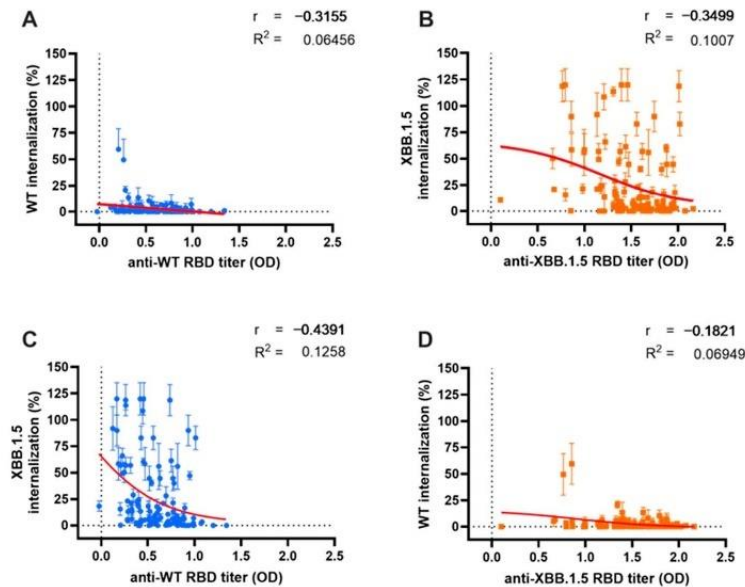 A
r = −0.3155
R² = 0.06456
WT internalization (%)
150
125
100
75
50
25
0
0.0 0.5 1.0 1.5 2.0 2.5
anti-WT RBD titer (OD)
B
r = −0.3499
R² = 0.1007
XBB.1.5
internalization (%)
150
125
100
75
50
25
0
0.0 0.5 1.0 1.5 2.0 2.5
anti-XBB.1.5 RBD titer (OD)
C
r = −0.4391
R² = 0.1258
XBB.1.5
internalization (%)
150
125
100
75
50
25
0
0.0 0.5 1.0 1.5 2.0 2.5
anti-WT RBD titer (OD)
D
r = −0.1821
R² = 0.06949
WT internalization (%)
150
125
100
75
50
25
0
0.0 0.5 1.0 1.5 2.0 2.5
anti-XBB.1.5 RBD titer (OD)